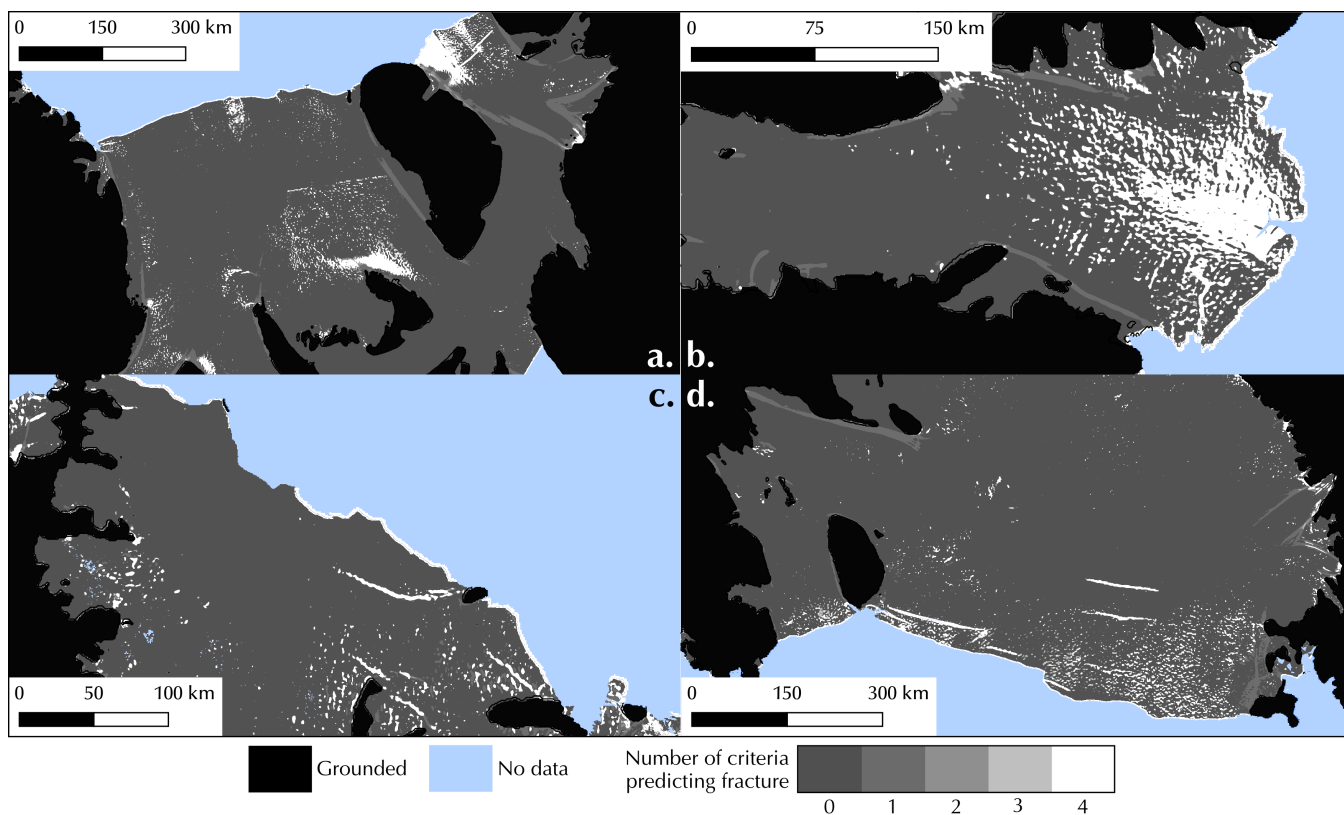 0 150 300 km
0 75 150 km
a. b.
c. d.
0 50 100 km
0 150 300 km
Grounded
No data
Number of criteria
predicting fracture
0 1 2 3 4